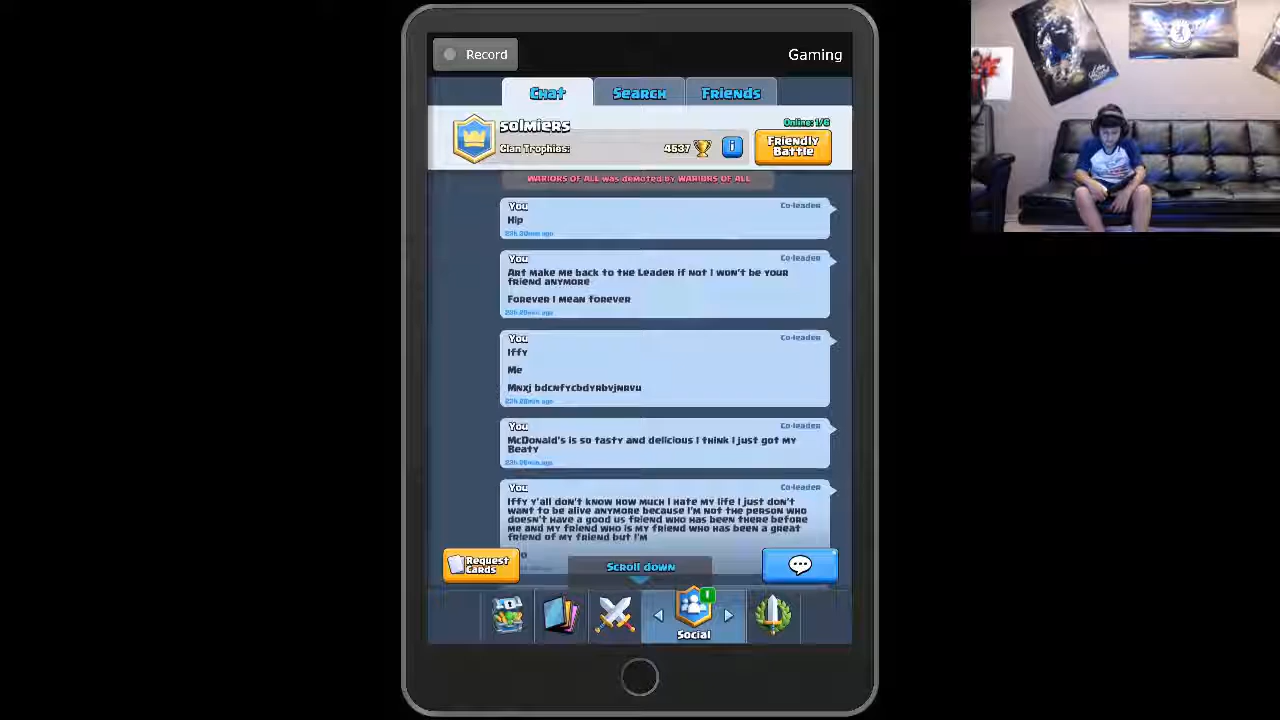 Record
Gaming
Chat
Search
Friends
solmiers
Online: 1/6
Clan Trophies:
4537
i
Friendly
Battle
WARIORS OF ALL was demoted by WARIORS OF ALL
You
Co-leader
Hip
You
Co-leader
Art make me back to the Leader if not I won't be your
friend anymore
Forever I mean forever
You
Co-leader
Iffy
Me
Mnxj bdcnfycbdyrbvjnrvu
You
Co-leader
McDonald's is so tasty and delicious I think I just got my
Beaty
You
Co-leader
Iffy y'all don't know how much I hate my life I just don't
want to be alive anymore because I'm not the person who
doesn't have a good us friend who has been there before
me and my friend who is my friend who has been a great
friend of my friend but I'm
Request
Cards
Scroll down
Social